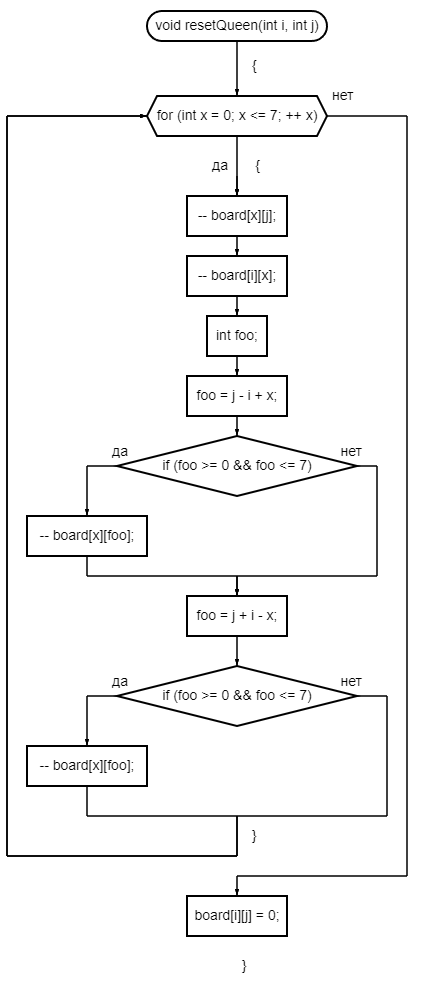 void resetQueen(int i, int j)
{
нет
for (int x = 0; x <= 7; ++ x)
да {
-- board[x][j];
-- board[i][x];
int foo;
foo = j - i + x;
да
нет
if (foo >= 0 && foo <= 7)
-- board[x][foo];
foo = j + i - x;
да
нет
if (foo >= 0 && foo <= 7)
-- board[x][foo];
}
board[i][j] = 0;
}